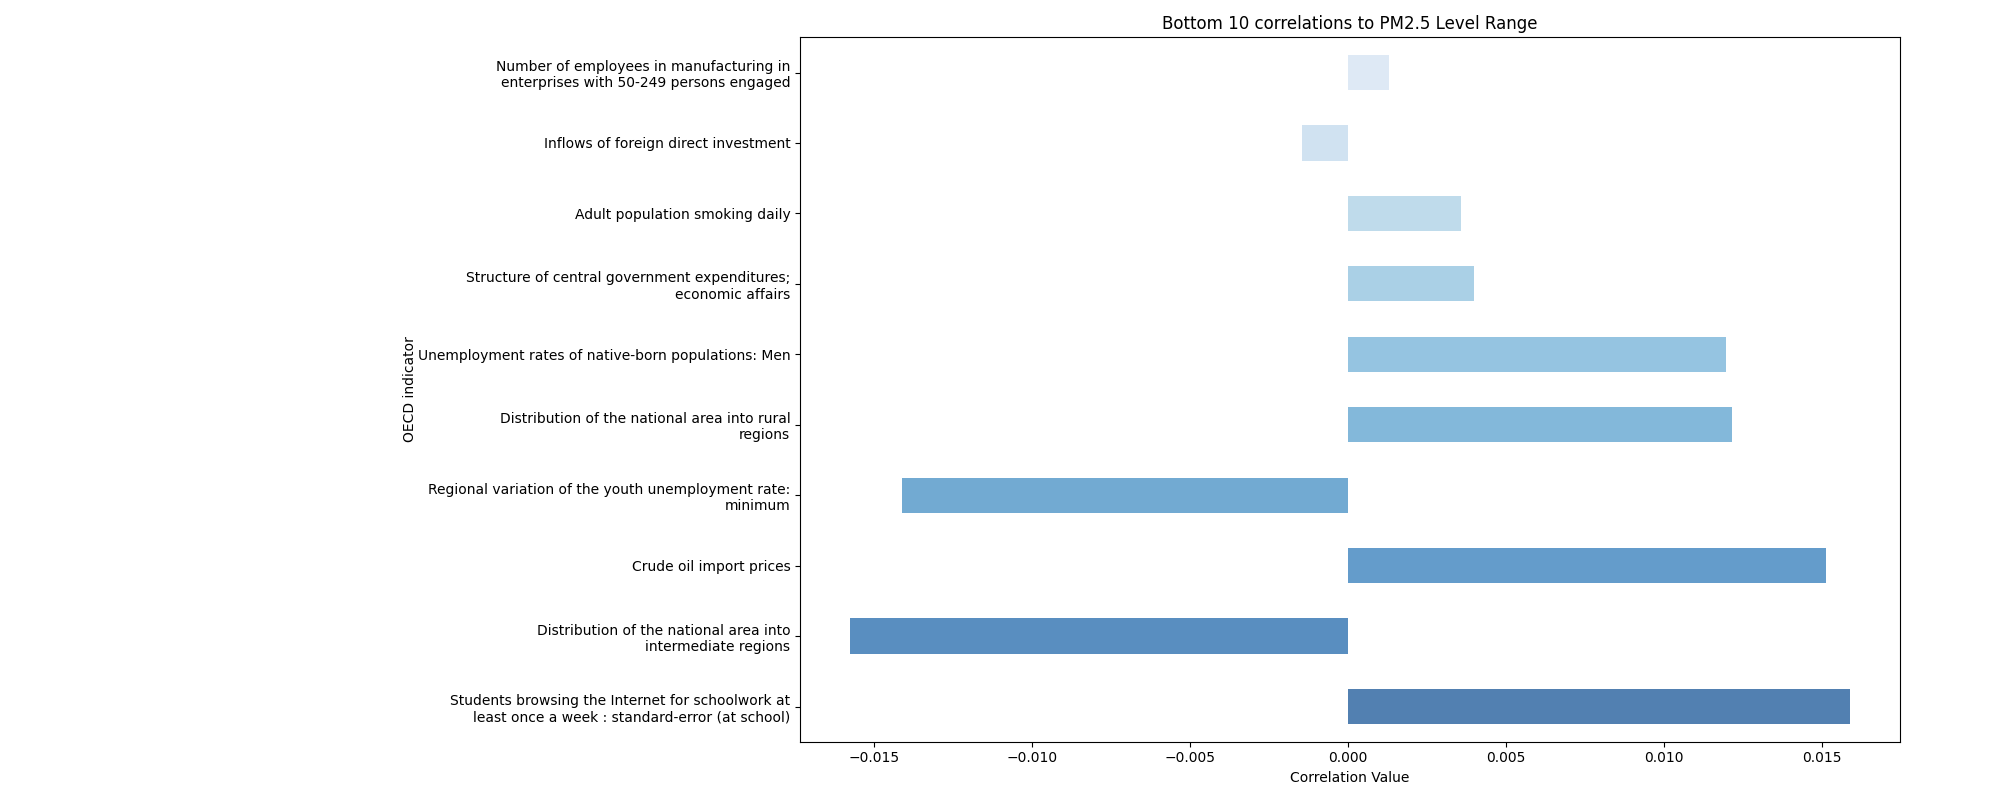 Bottom 10 correlations to PM2.5 Level Range
Number of employees in manufacturing in
enterprises with 50-249 persons engaged
Inflows of foreign direct investment
Adult population smoking daily
Structure of central government expenditures;
economic affairs
Unemployment rates of native-born populations: Men
Distribution of the national area into rural
regions
Regional variation of the youth unemployment rate:
minimum
Crude oil import prices
Distribution of the national area into
intermediate regions
Students browsing the Internet for schoolwork at
least once a week : standard-error (at school)
OECD indicator
−0.015 −0.010 −0.005 0.000 0.005 0.010 0.015
Correlation Value